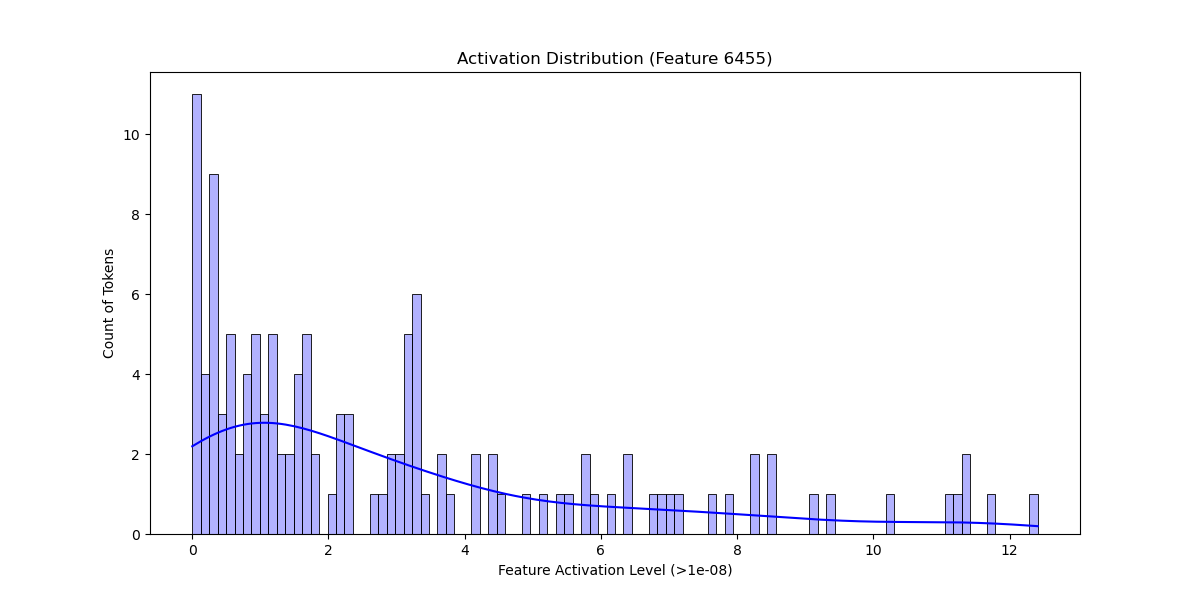 Activation Distribution (Feature 6455)
Count of Tokens
10
8
6
4
2
0
0 2 4 6 8 10 12
Feature Activation Level (>1e-08)